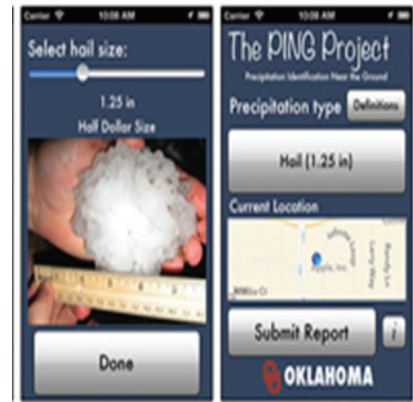 Carrier 10:08 AM
Select hail size:
1.25 in
Half Dollar Size
Done
Carrier 10:08 AM
The PING Project
Precipitation Identification Near the Ground
Precipitation type
Definitions
Hail (1.25 in)
Current Location
Apple, Inc.
Submit Report
i
OKLAHOMA